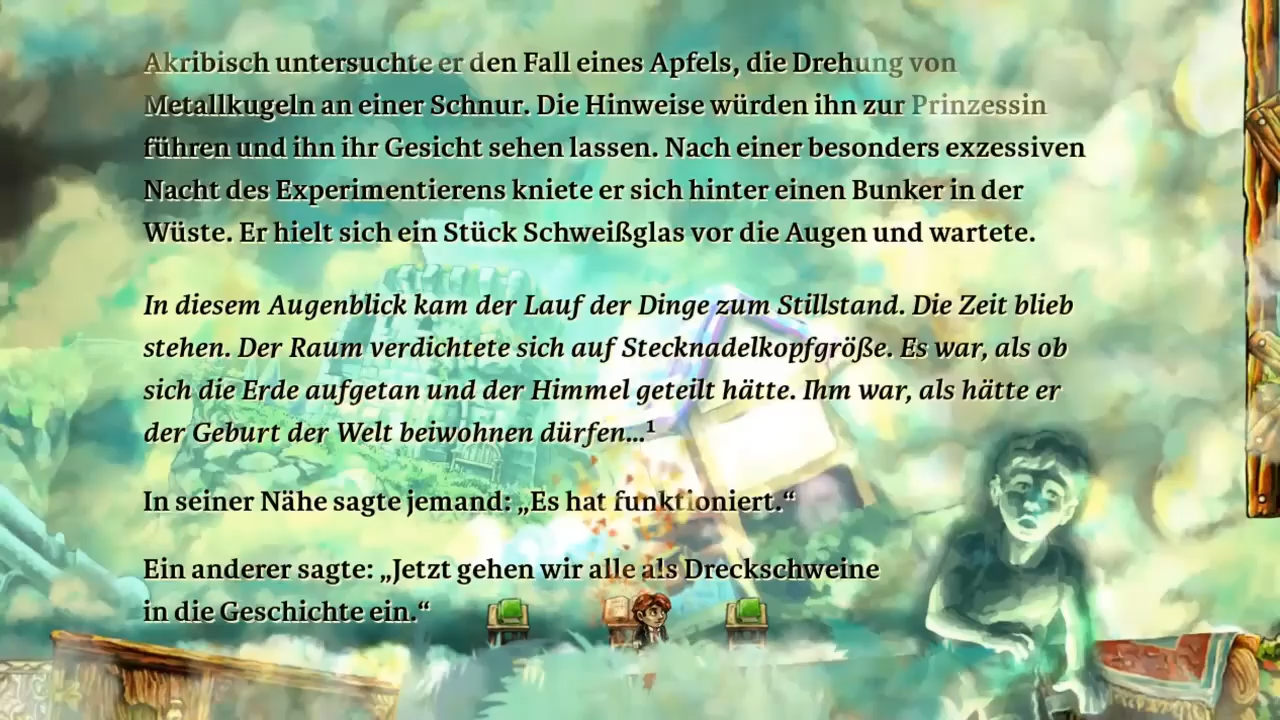 Akribisch untersuchte er den Fall eines Apfels, die Drehung von
Metallkugeln an einer Schnur. Die Hinweise würden ihn zur Prinzessin
führen und ihn ihr Gesicht sehen lassen. Nach einer besonders exzessiven
Nacht des Experimentierens kniete er sich hinter einen Bunker in der
Wüste. Er hielt sich ein Stück Schweißglas vor die Augen und wartete.
In diesem Augenblick kam der Lauf der Dinge zum Stillstand. Die Zeit blieb
stehen. Der Raum verdichtete sich auf Stecknadelkopfgröße. Es war, als ob
sich die Erde aufgetan und der Himmel geteilt hätte. Ihm war, als hätte er
der Geburt der Welt beiwohnen dürfen...¹
In seiner Nähe sagte jemand: „Es hat funktioniert.“
Ein anderer sagte: „Jetzt gehen wir alle als Dreckschweine
in die Geschichte ein.“